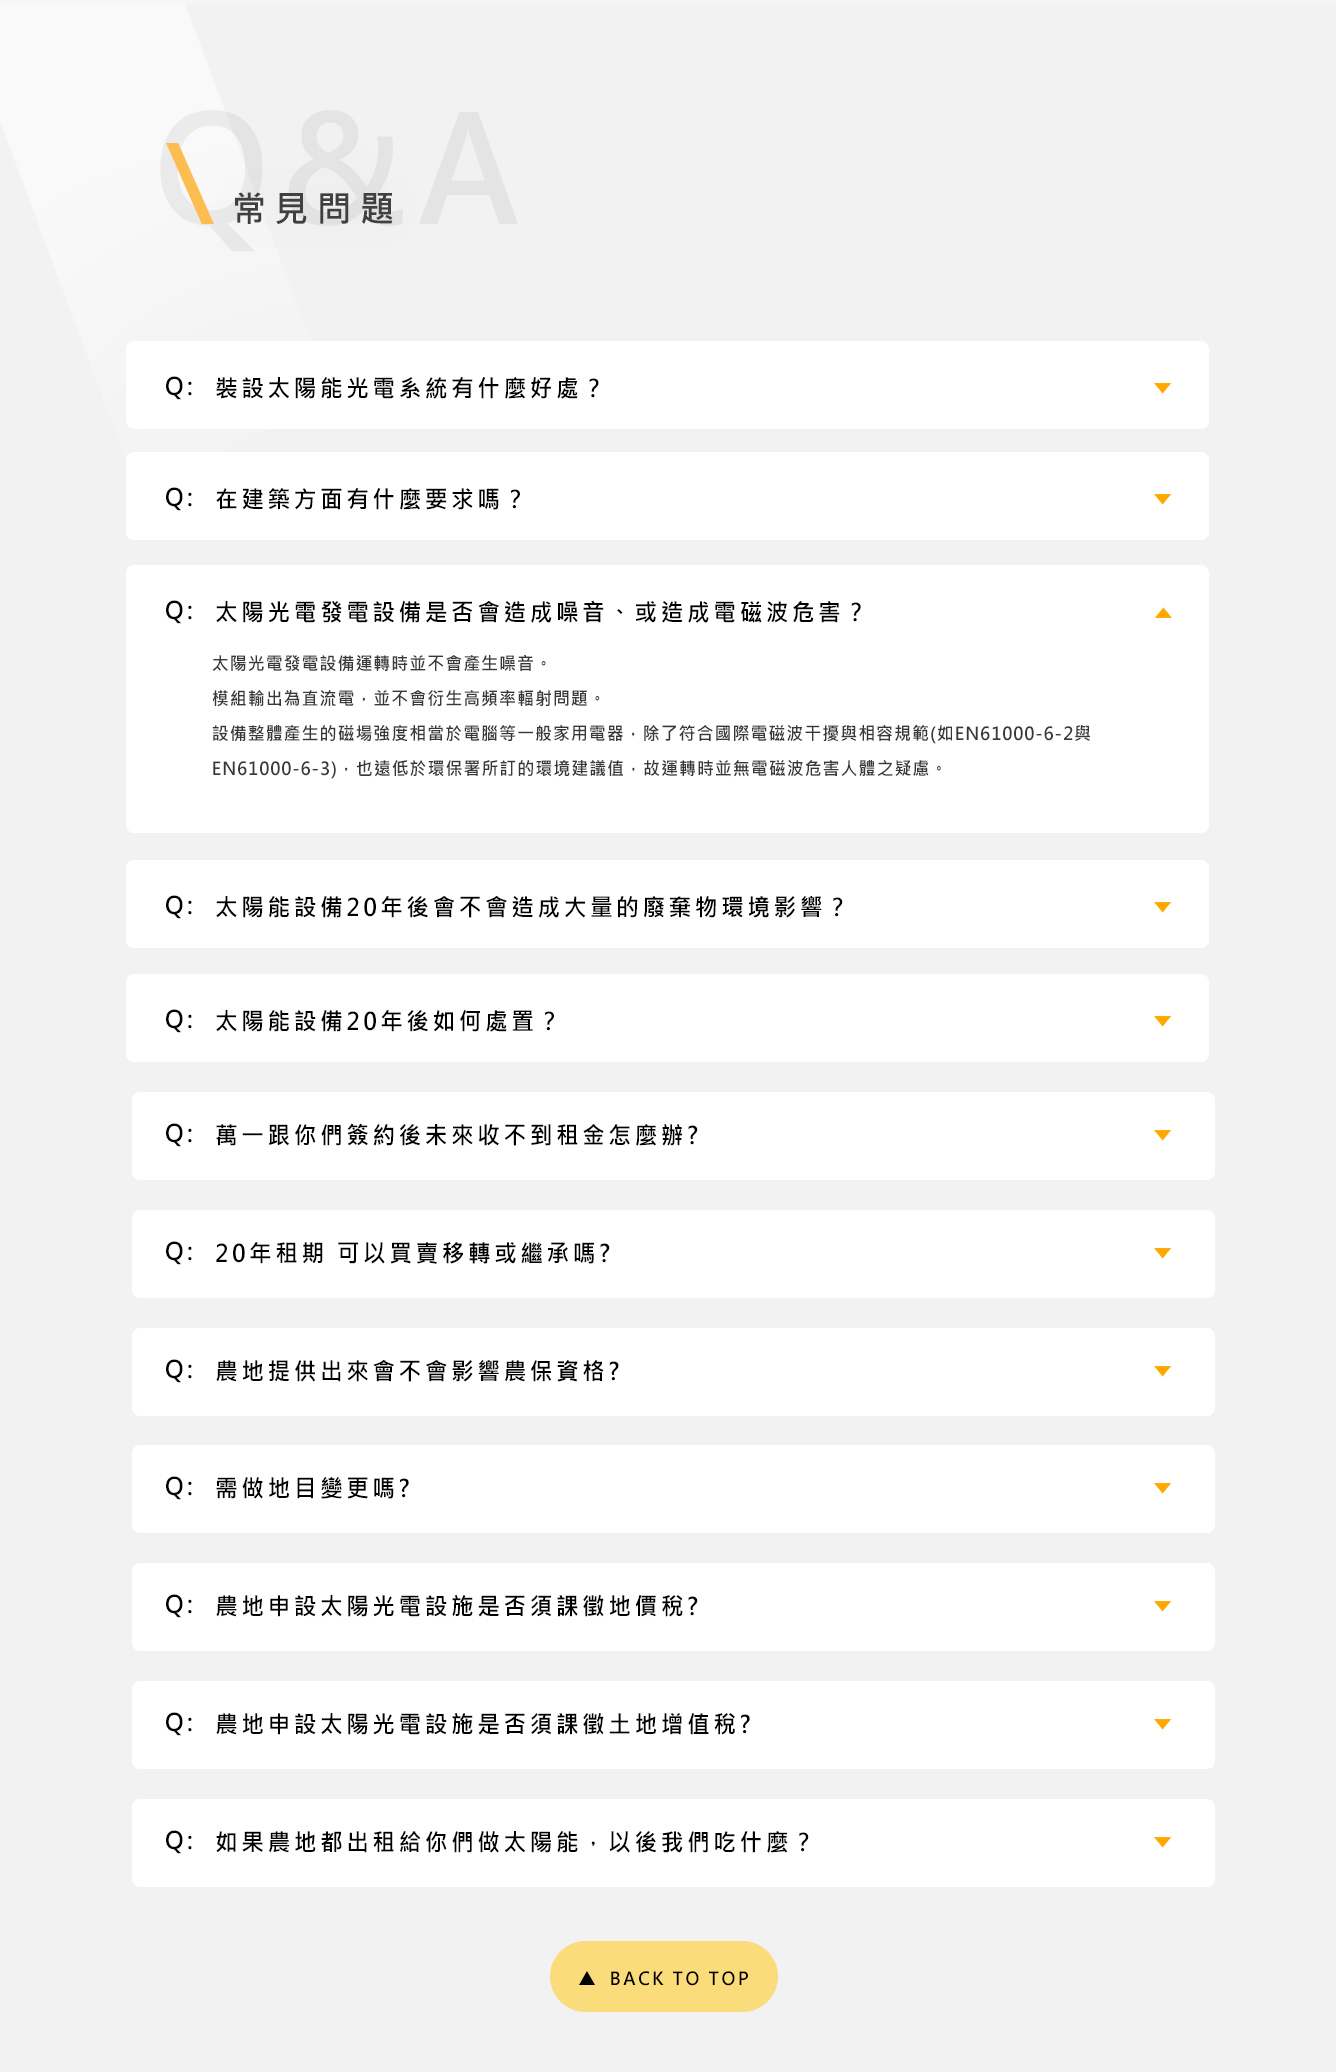 Q&A
常見問題
Q: 裝設太陽能光電系統有什麼好處？
Q: 在建築方面有什麼要求嗎？
Q: 太陽光電發電設備是否會造成噪音、或造成電磁波危害？
太陽光電發電設備運轉時並不會產生噪音。
模組輸出為直流電，並不會衍生高頻率輻射問題。
設備整體產生的磁場強度相當於電腦等一般家用電器，除了符合國際電磁波干擾與相容規範(如EN61000-6-2與
EN61000-6-3)，也遠低於環保署所訂的環境建議值，故運轉時並無電磁波危害人體之疑慮。
Q: 太陽能設備20年後會不會造成大量的廢棄物環境影響？
Q: 太陽能設備20年後如何處置？
Q: 萬一跟你們簽約後未來收不到租金怎麼辦?
Q: 20年租期 可以買賣移轉或繼承嗎?
Q: 農地提供出來會不會影響農保資格?
Q: 需做地目變更嗎?
Q: 農地申設太陽光電設施是否須課徵地價稅?
Q: 農地申設太陽光電設施是否須課徵土地增值稅?
Q: 如果農地都出租給你們做太陽能，以後我們吃什麼？
▲ BACK TO TOP